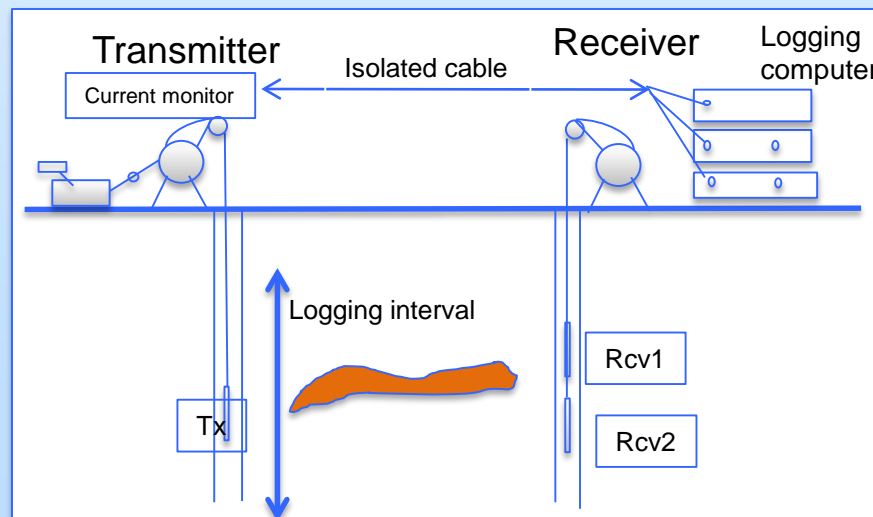 Transmitter
Receiver
Logging
computer
Isolated cable
Current monitor
Logging interval
Rcv1
Tx
Rcv2